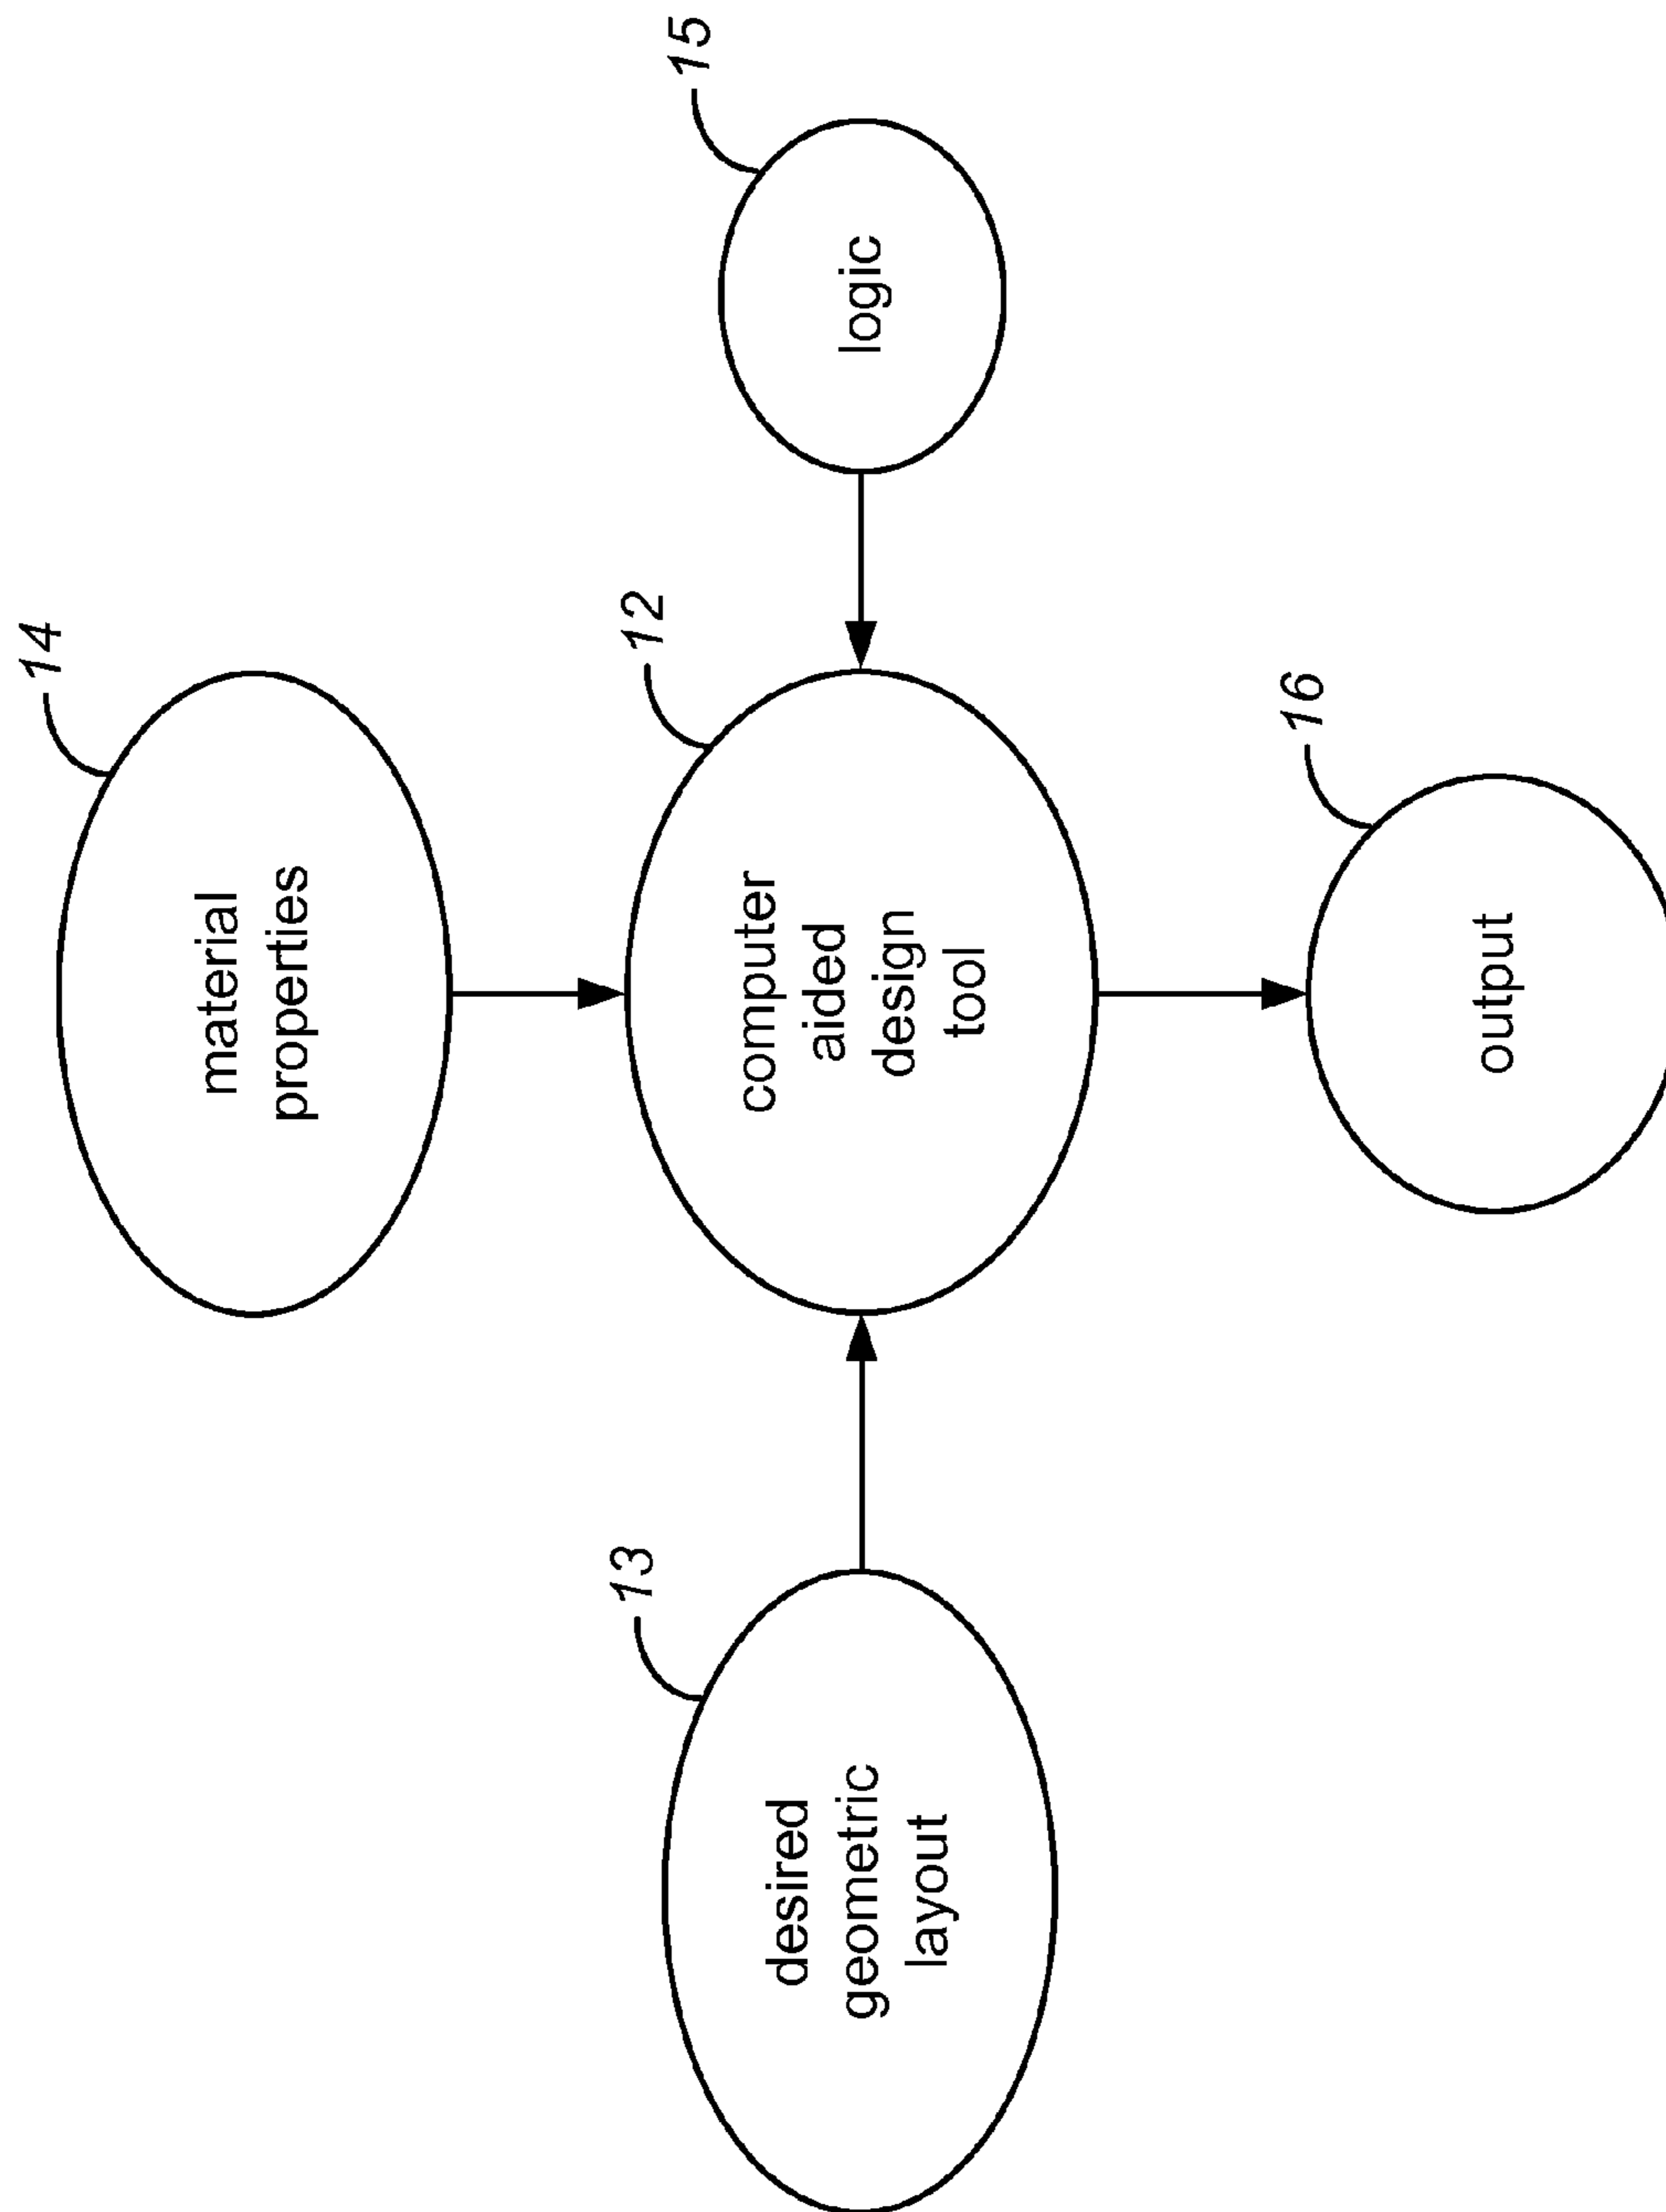 14
material
properties
13
desired
geometric
layout
12
computer
aided
design
tool
15
logic
16
output